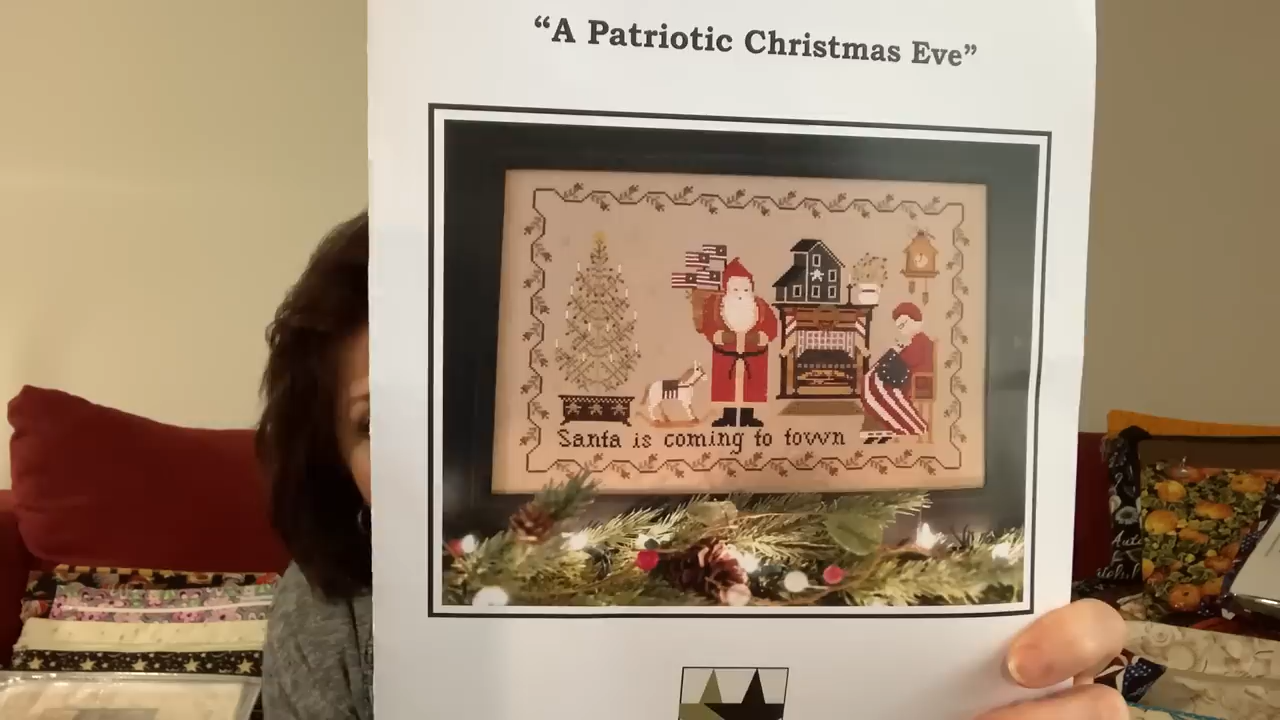 “A Patriotic Christmas Eve”
Santa is coming to town